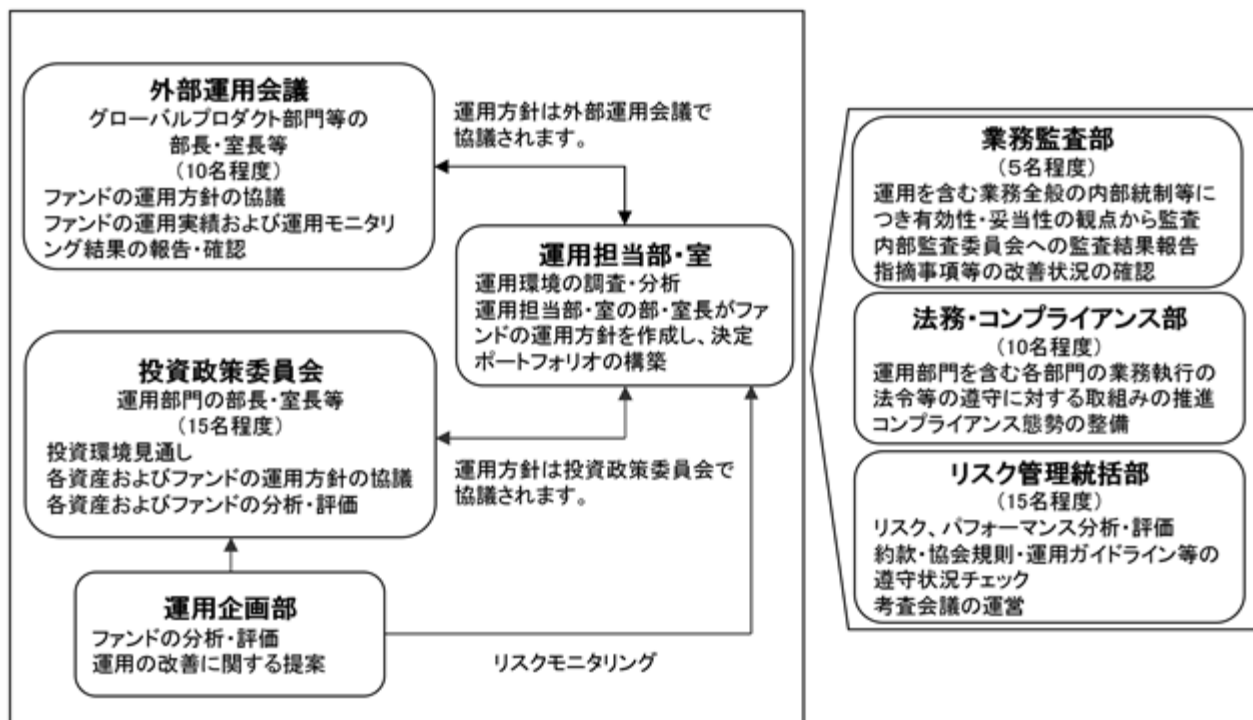 外部運用会議
グローバルプロダクト部門等の
部長・室長等
(10名程度)
ファンドの運用方針の協議
ファンドの運用実績および運用モニタリ
ング結果の報告・確認
運用方針は外部運用会議で
協議されます。
運用担当部・室
運用環境の調査・分析
運用担当部・室の部・室長がファ
ンドの運用方針を作成し、決定
ポートフォリオの構築
投資政策委員会
運用部門の部長・室長等
(15名程度)
投資環境見通し
各資産およびファンドの運用方針の協議
各資産およびファンドの分析・評価
運用方針は投資政策委員会で
協議されます。
運用企画部
ファンドの分析・評価
運用の改善に関する提案
リスクモニタリング
業務監査部
(5名程度)
運用を含む業務全般の内部統制等に
つき有効性・妥当性の観点から監査
内部監査委員会への監査結果報告
指摘事項等の改善状況の確認
法務・コンプライアンス部
(10名程度)
運用部門を含む各部門の業務執行の
法令等の遵守に対する取組みの推進
コンプライアンス態勢の整備
リスク管理統括部
(15名程度)
リスク、パフォーマンス分析・評価
約款・協会規則・運用ガイドライン等の
遵守状況チェック
考査会議の運営